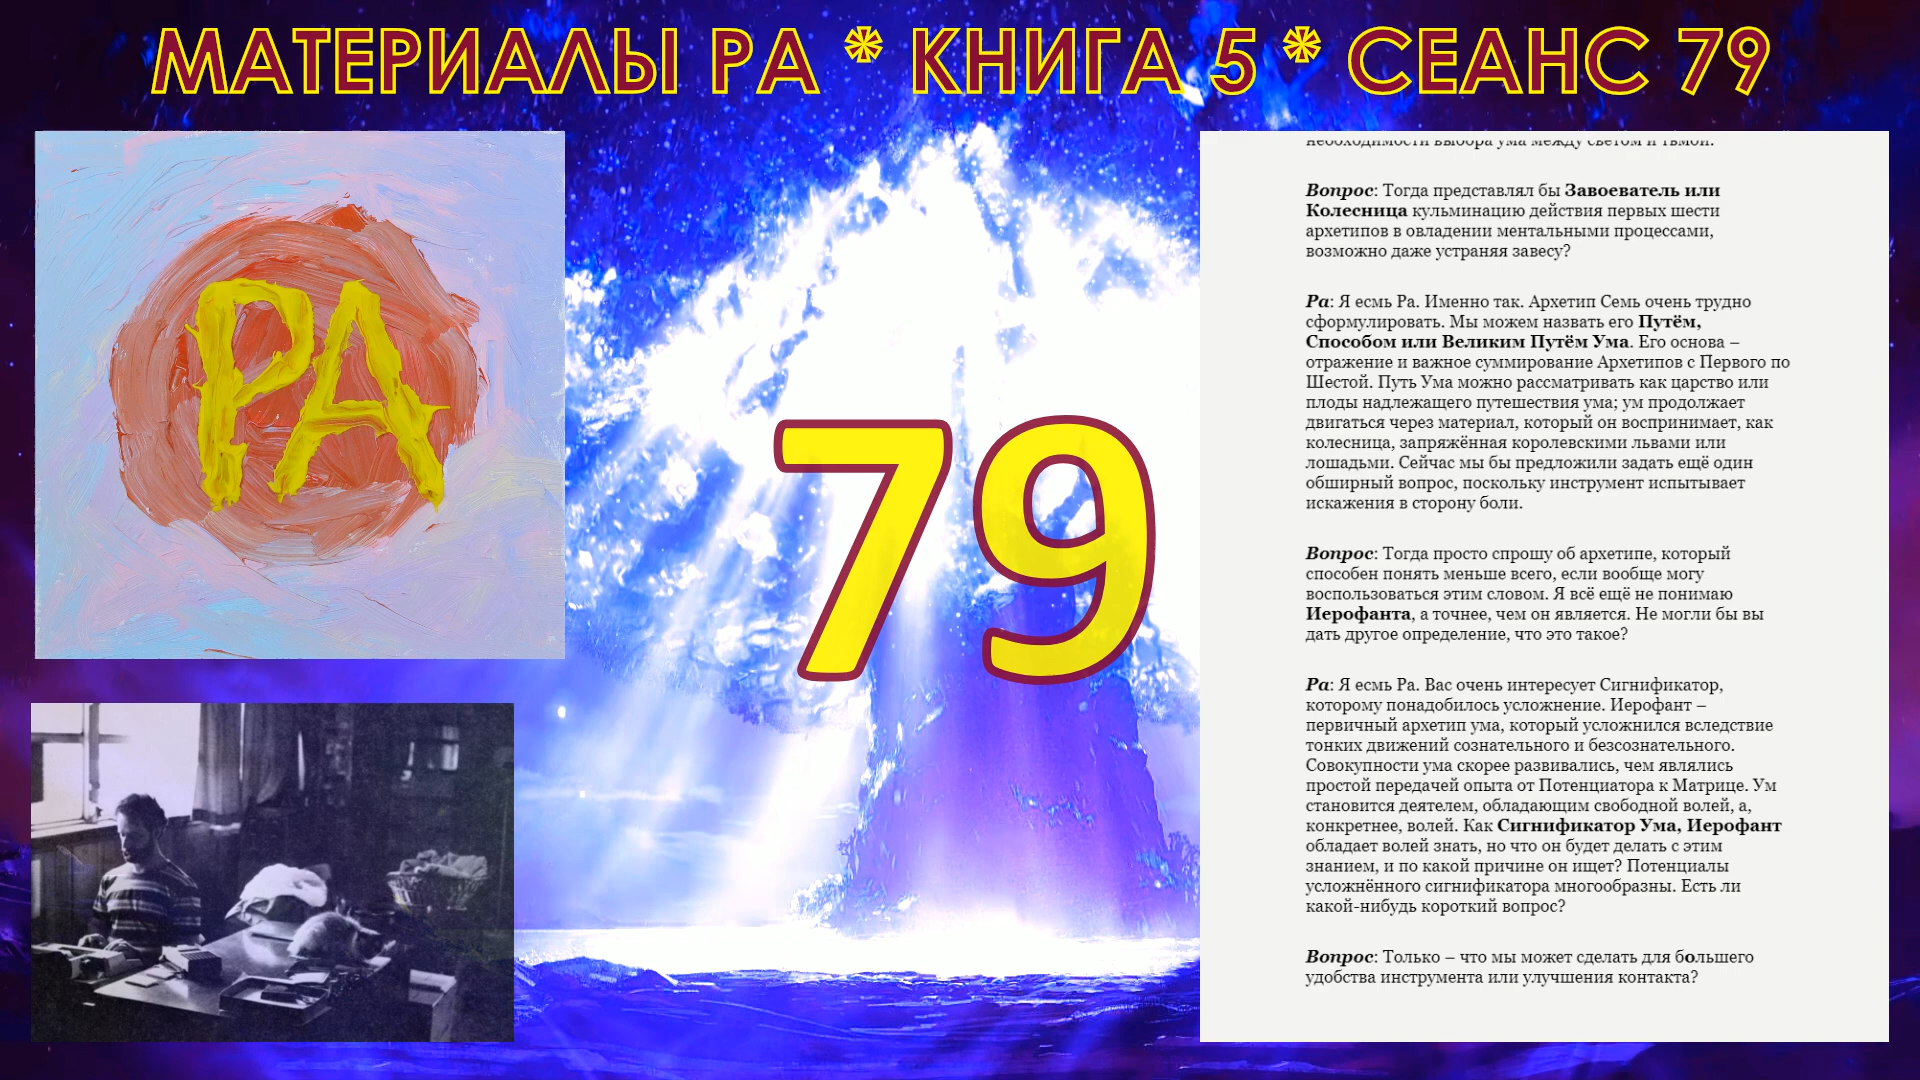 МАТЕРИАЛЫ РА * КНИГА 5 * СЕАНС 79
РА
79
необходимости выбора ума между светом и тьмой.
Вопрос: Тогда представлял бы Завоеватель или
Колесница кульминацию действия первых шести
архетипов в овладении ментальными процессами,
возможно даже устраняя завесу?
Ра: Я есмь Ра. Именно так. Архетип Семь очень трудно
сформулировать. Мы можем назвать его Путём,
Способом или Великим Путём Ума. Его основа –
отражение и важное суммирование Архетипов с Первого по
Шестой. Путь Ума можно рассматривать как царство или
плоды надлежащего путешествия ума; ум продолжает
двигаться через материал, который он воспринимает, как
колесница, запряжённая королевскими львами или
лошадьми. Сейчас мы бы предложили задать ещё один
обширный вопрос, поскольку инструмент испытывает
искажения в сторону боли.
Вопрос: Тогда просто спрошу об архетипе, который
способен понять меньше всего, если вообще могу
воспользоваться этим словом. Я всё ещё не понимаю
Иерофанта, а точнее, чем он является. Не могли бы вы
дать другое определение, что это такое?
Ра: Я есмь Ра. Вас очень интересует Сигнификатор,
которому понадобилось усложнение. Иерофант –
первичный архетип ума, который усложнился вследствие
тонких движений сознательного и безсознательного.
Совокупности ума скорее развивались, чем являлись
простой передачей опыта от Потенциатора к Матрице. Ум
становится деятелем, обладающим свободной волей, а,
конкретнее, волей. Как Сигнификатор Ума, Иерофант
обладает волей знать, но что он будет делать с этим
знанием, и по какой причине он ищет? Потенциалы
усложнённого сигнификатора многообразны. Есть ли
какой-нибудь короткий вопрос?
Вопрос: Только – что мы может сделать для большего
удобства инструмента или улучшения контакта?